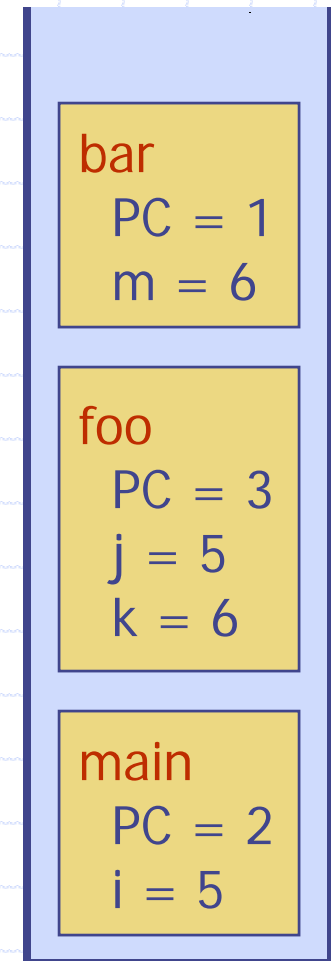 bar
PC = 1
m = 6
foo
PC = 3
j = 5
k = 6
main
PC = 2
i = 5